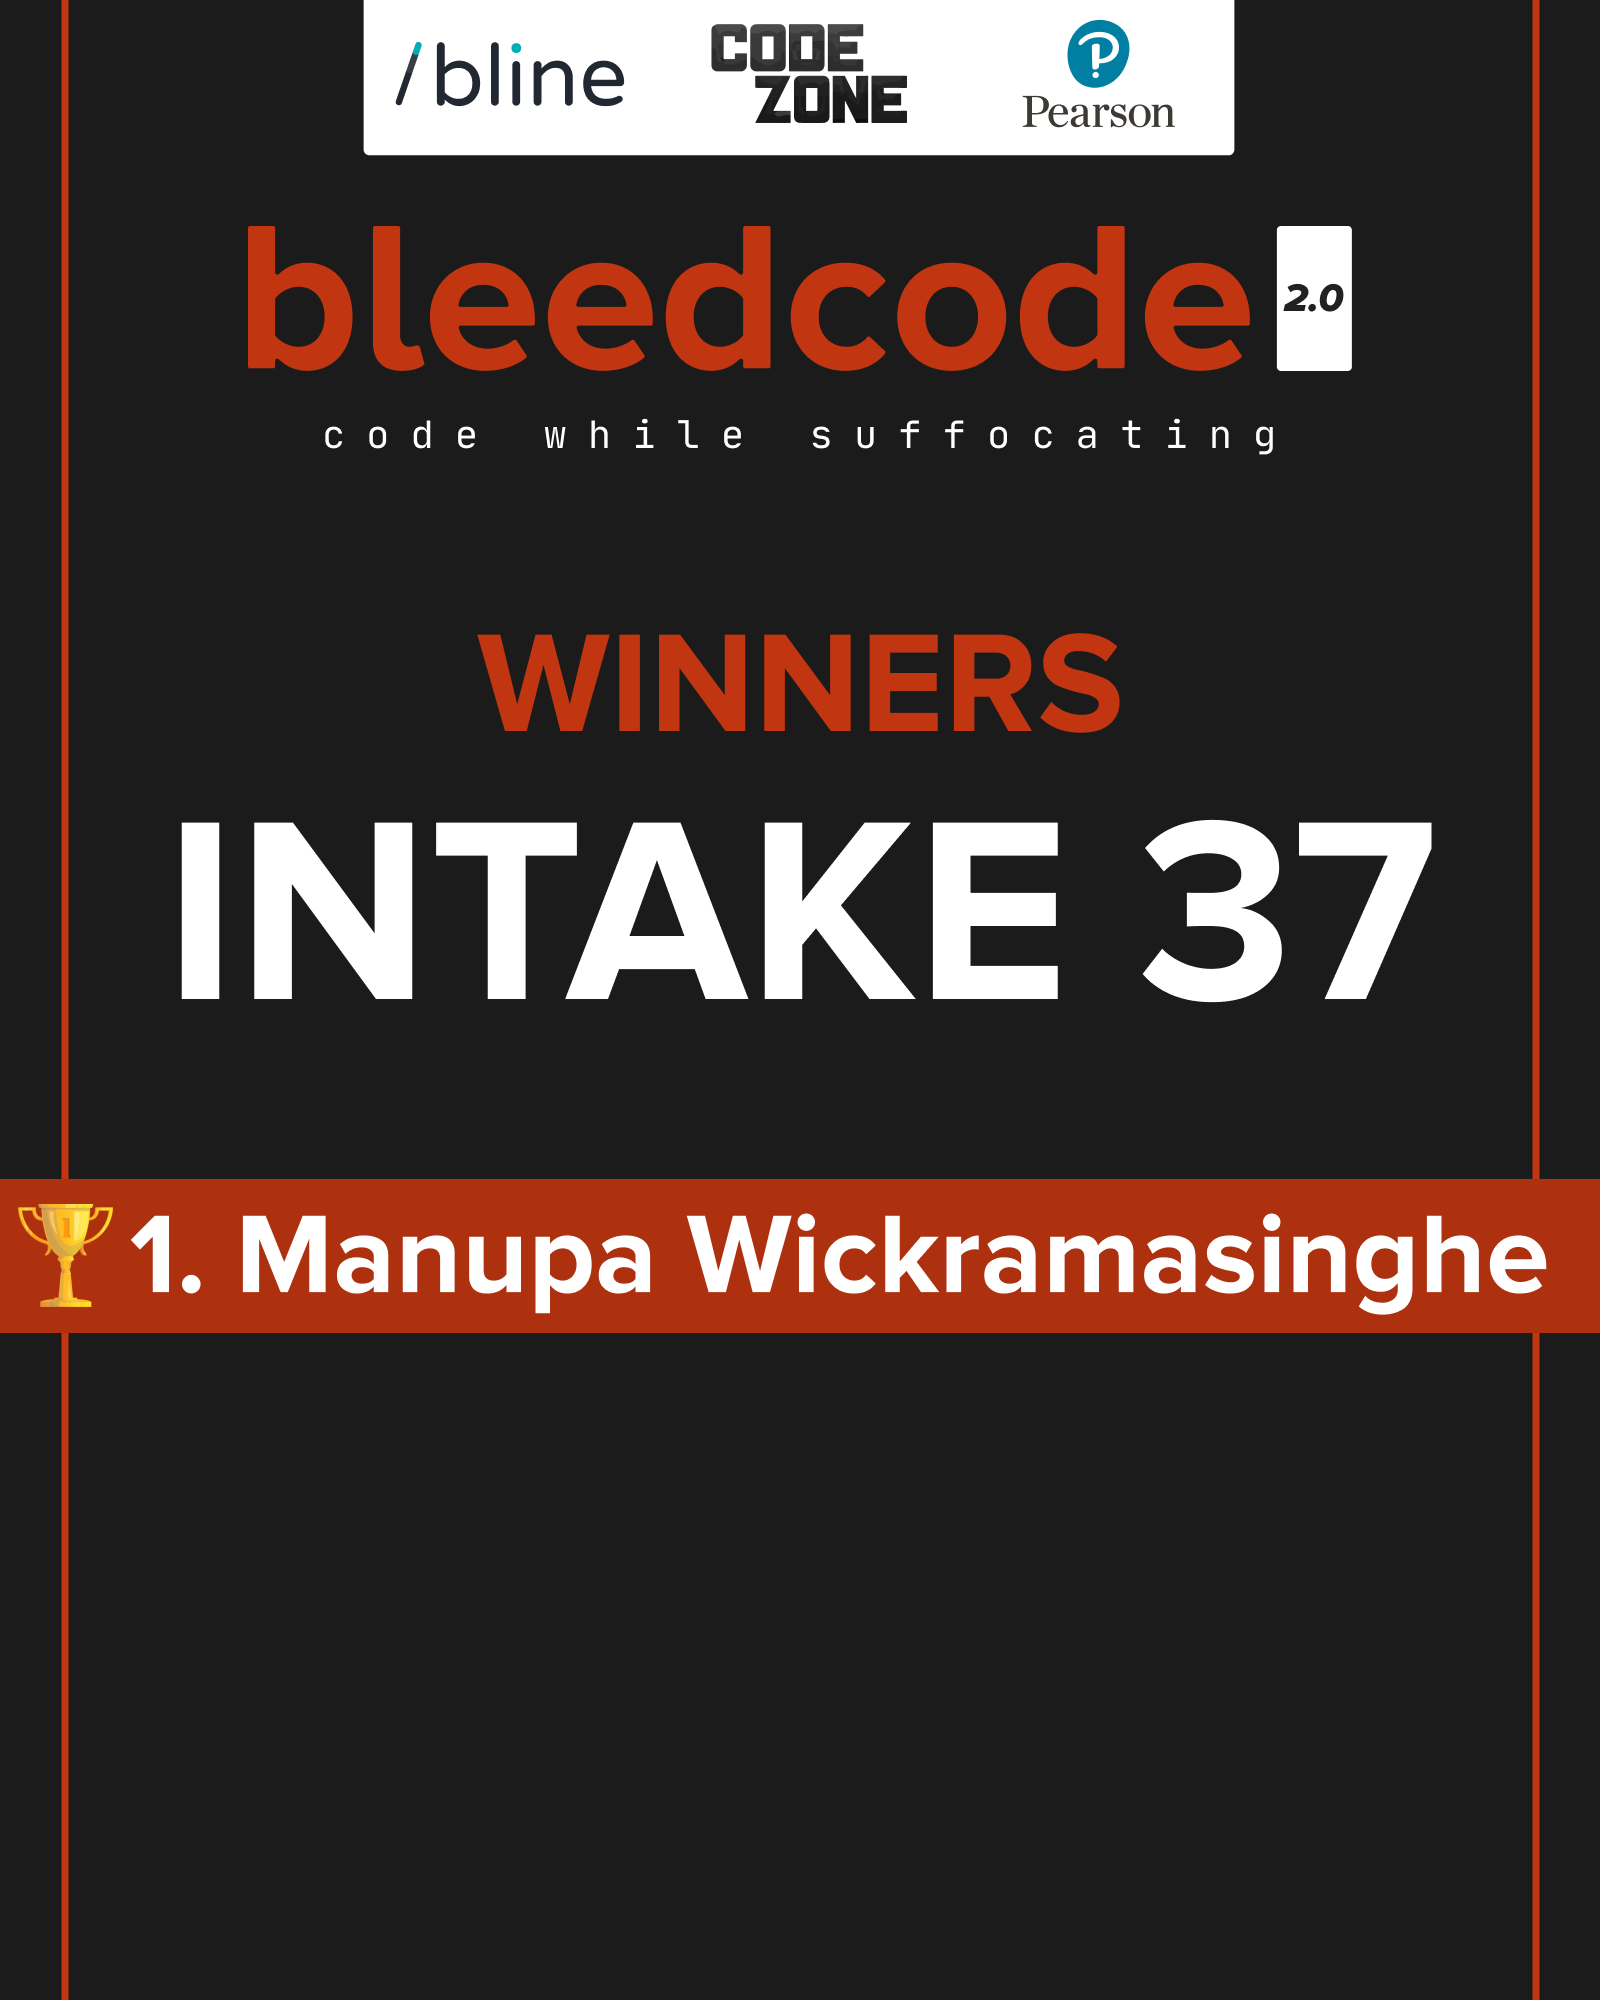 /bline
CODE
ZONE
Pearson
bleedcode 2.0
code while suffocating
WINNERS
INTAKE 37
1. Manupa Wickramasinghe